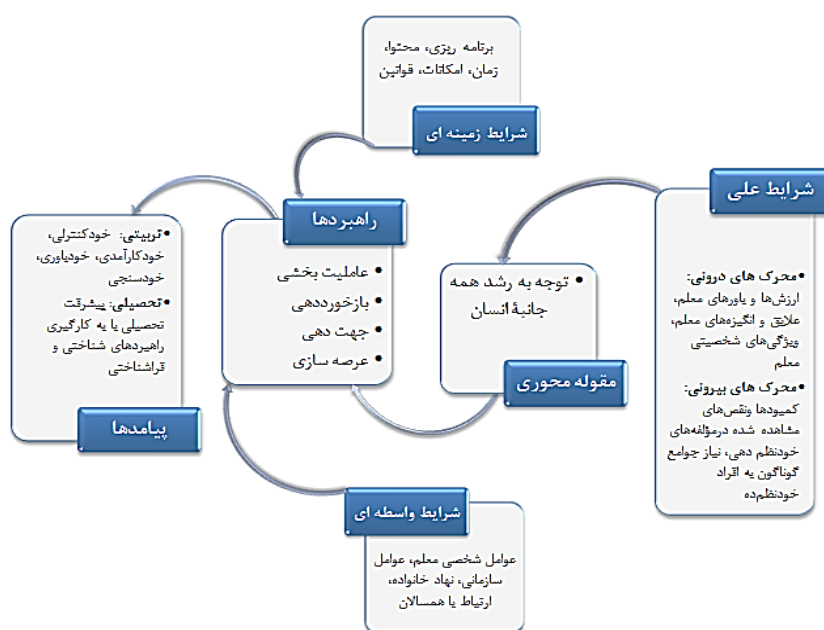 برنامه ریزی، محتوا،
زمان، امکانات، قوانین
شرایط زمینه ای
شرایط علی
محرک های درونی:
ارزش‌ها و باورهای معلم،
علایق و انگیزه‌های معلم،
ویژگی‌های شخصیتی
معلم
محرک های بیرونی:
کمبودها ونقص‌های
مشاهده شده درمؤلفه‌های
خودنظم دهی، نیاز جوامع
گوناگون به افراد
خودنظم‌ده
توجه به رشد همه
جانبۀ انسان
مقوله محوری
راهبردها
عاملیت بخشی
بازخورددهی
جهت دهی
عرصه سازی
تربیتی: خودکنترلی،
خودکارآمدی، خودیاوری،
خودسنجی
تحصیلی: پیشرفت
تحصیلی با به کارگیری
راهبردهای شناختی و
فراشناختی
پیامدها
شرایط واسطه ای
عوامل شخصی معلم، عوامل
سازمانی، نهاد خانواده،
ارتباط با همسالان